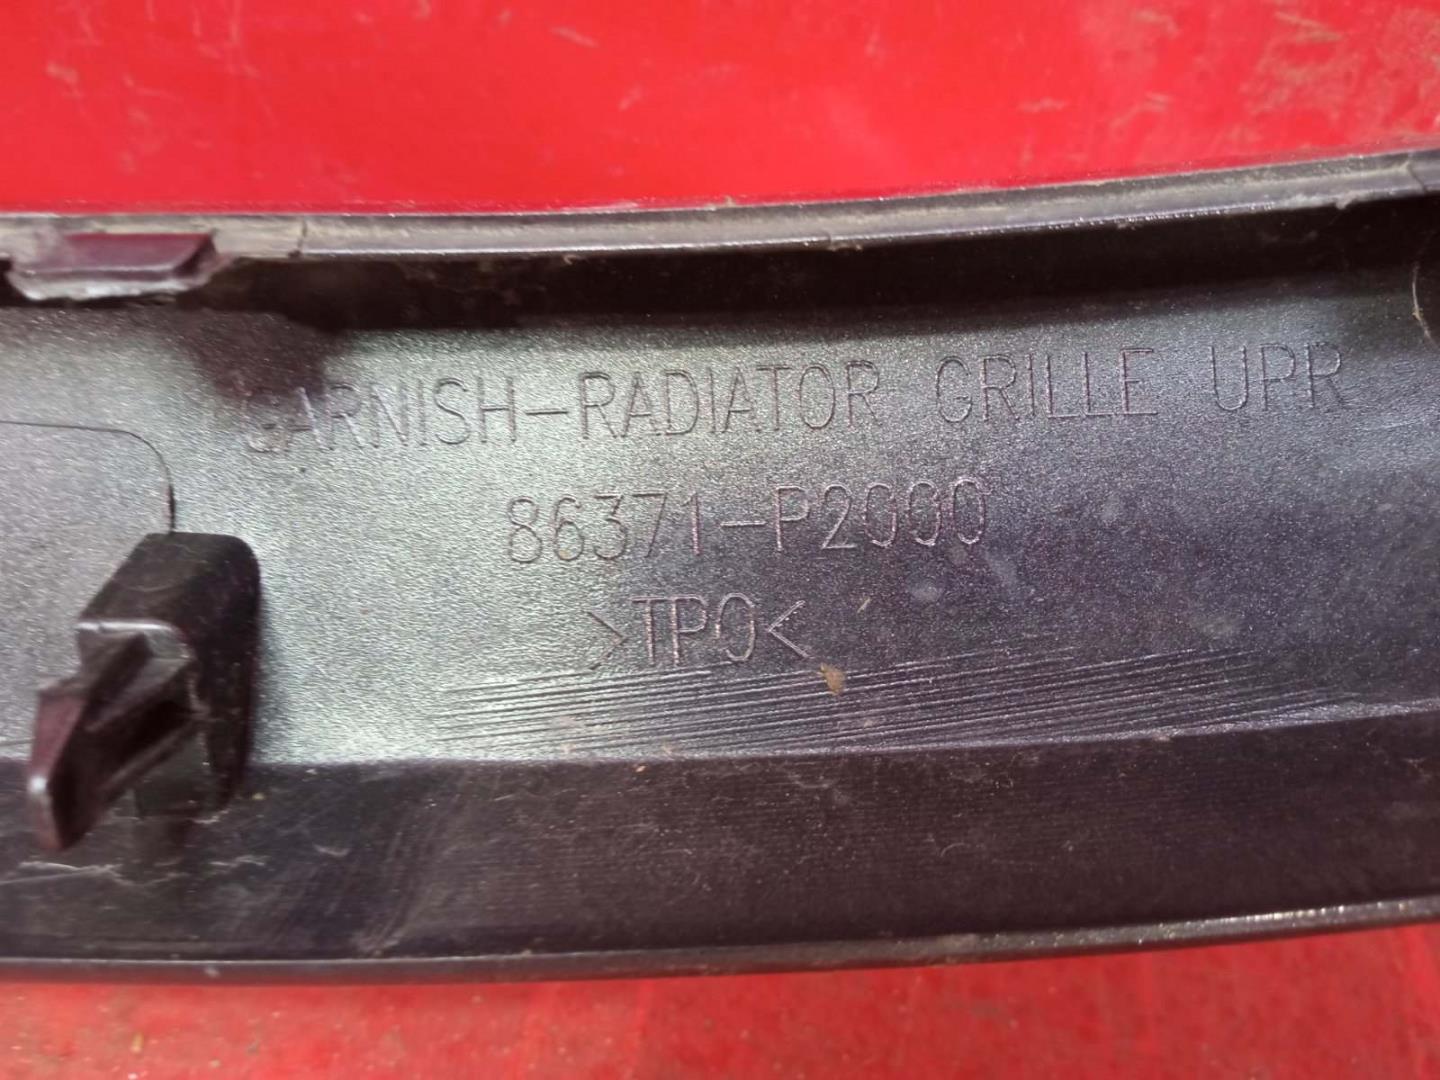 GARNISH-RADIATOR GRILLE UPR
86371-P2000
>TPO<